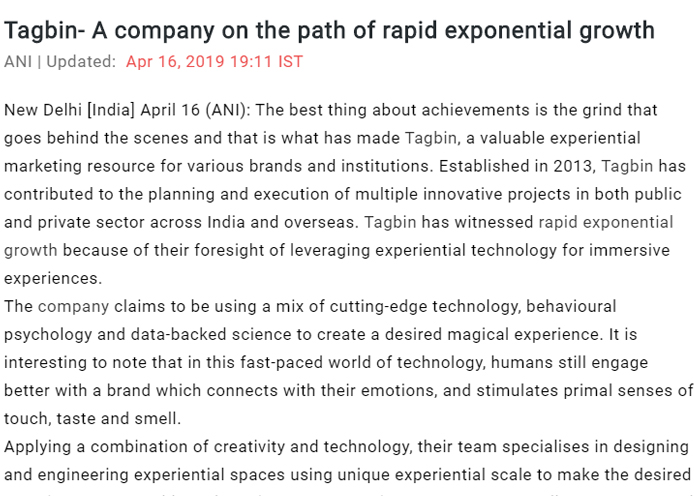 Tagbin- A company on the path of rapid exponential growth
ANI | Updated: Apr 16, 2019 19:11 IST
New Delhi [India] April 16 (ANI): The best thing about achievements is the grind that
goes behind the scenes and that is what has made Tagbin, a valuable experiential
marketing resource for various brands and institutions. Established in 2013, Tagbin has
contributed to the planning and execution of multiple innovative projects in both public
and private sector across India and overseas. Tagbin has witnessed rapid exponential
growth because of their foresight of leveraging experiential technology for immersive
experiences.
The company claims to be using a mix of cutting-edge technology, behavioural
psychology and data-backed science to create a desired magical experience. It is
interesting to note that in this fast-paced world of technology, humans still engage
better with a brand which connects with their emotions, and stimulates primal senses of
touch, taste and smell.
Applying a combination of creativity and technology, their team specialises in designing
and engineering experiential spaces using unique experiential scale to make the desired